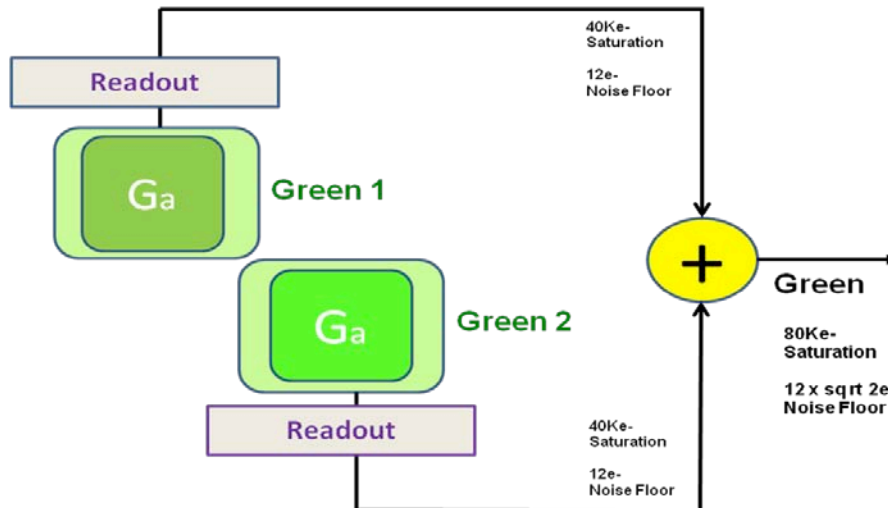 40Ke-
Saturation
12e-
Noise Floor
Readout
Ga
Green 1
Ga
Green 2
+
Green
80Ke-
Saturation
12 x sqrt 2e
Noise Floor
Readout
40Ke-
Saturation
12e-
Noise Floor